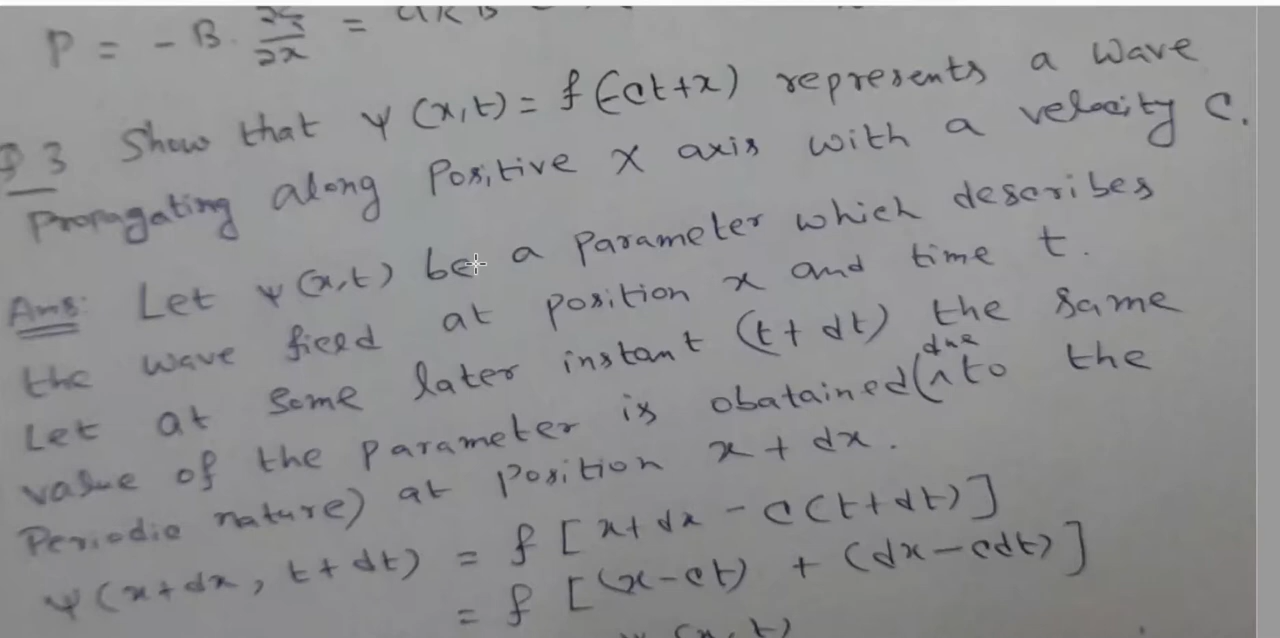 P = - B. ∂ξ/∂x =
Q 3 Show that ψ (x,t) = f (-ct+x) represents a wave
Propagating along Positive X axis with a velocity C.
Ans: Let ψ (x,t) be a parameter which describes
the wave field at position x and time t.
Let at some later instant (t + dt) the same
value of the parameter is obatained (^due to the
Periodic nature) at position x + dx.
ψ (x+dx, t+dt) = f [x+dx - c(t+dt)]
= f [(x-ct) + (dx-cdt)]
ψ (x, t)